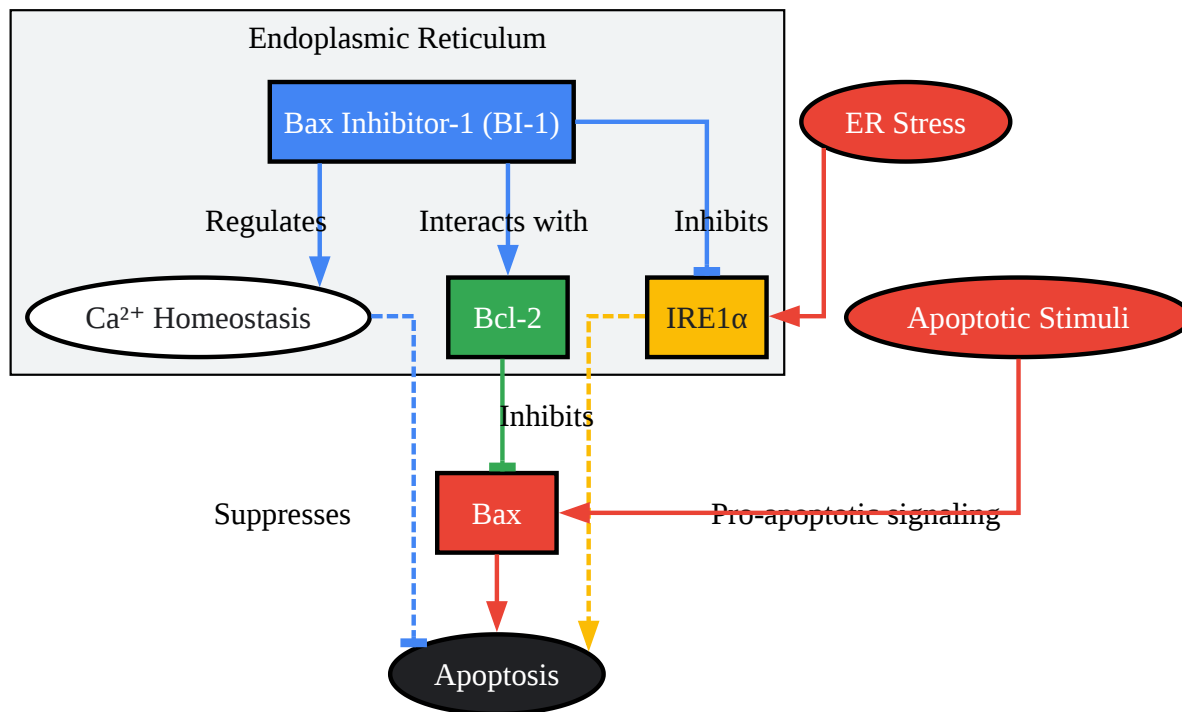 Endoplasmic Reticulum
Bax Inhibitor-1 (BI-1)
ER Stress
Regulates
Interacts with
Inhibits
Ca²⁺ Homeostasis
Bcl-2
IRE1α
Apoptotic Stimuli
Inhibits
Suppresses
Bax
Pro-apoptotic signaling
Apoptosis